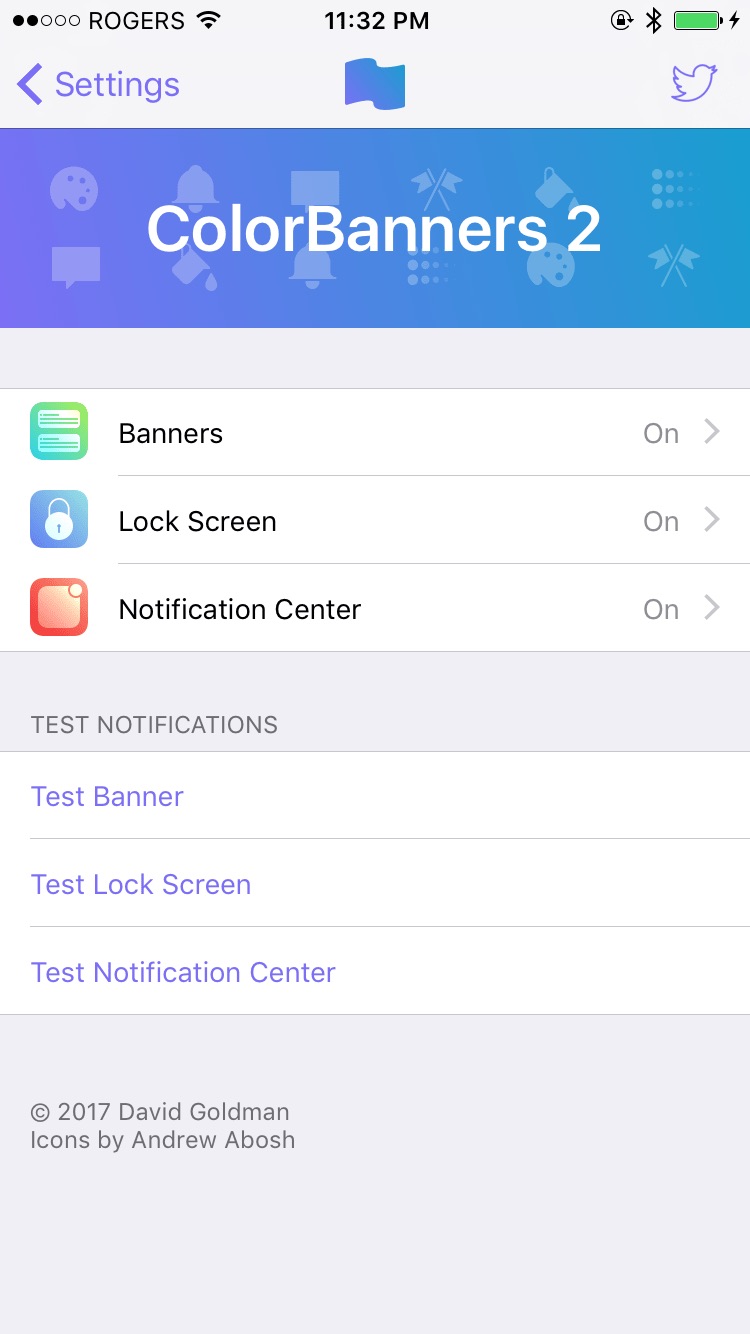 ROGERS 11:32 PM
Settings
ColorBanners 2
Banners On
Lock Screen On
Notification Center On
TEST NOTIFICATIONS
Test Banner
Test Lock Screen
Test Notification Center
© 2017 David Goldman
Icons by Andrew Abosh